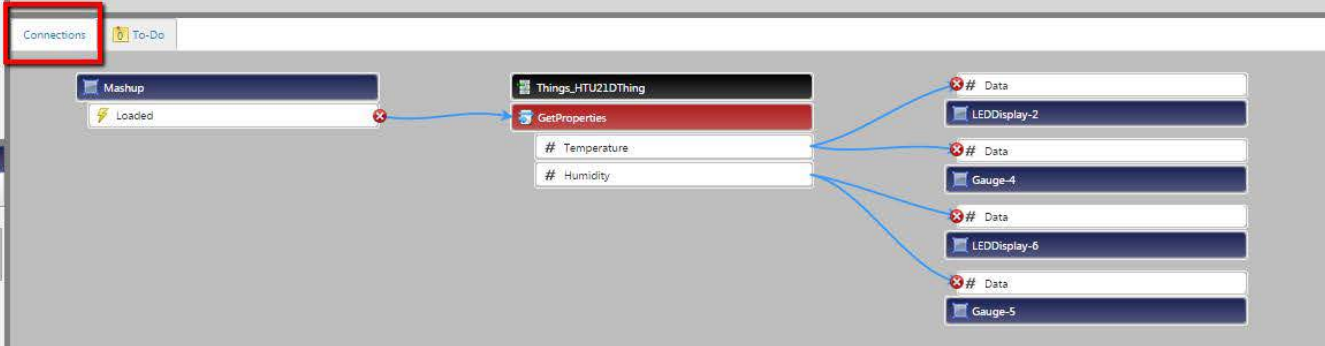 Connections
To-Do
Mashup
Loaded
Things_HTU21DThing
GetProperties
# Temperature
# Humidity
# Data
LEDDisplay-2
# Data
Gauge-4
# Data
LEDDisplay-6
# Data
Gauge-5